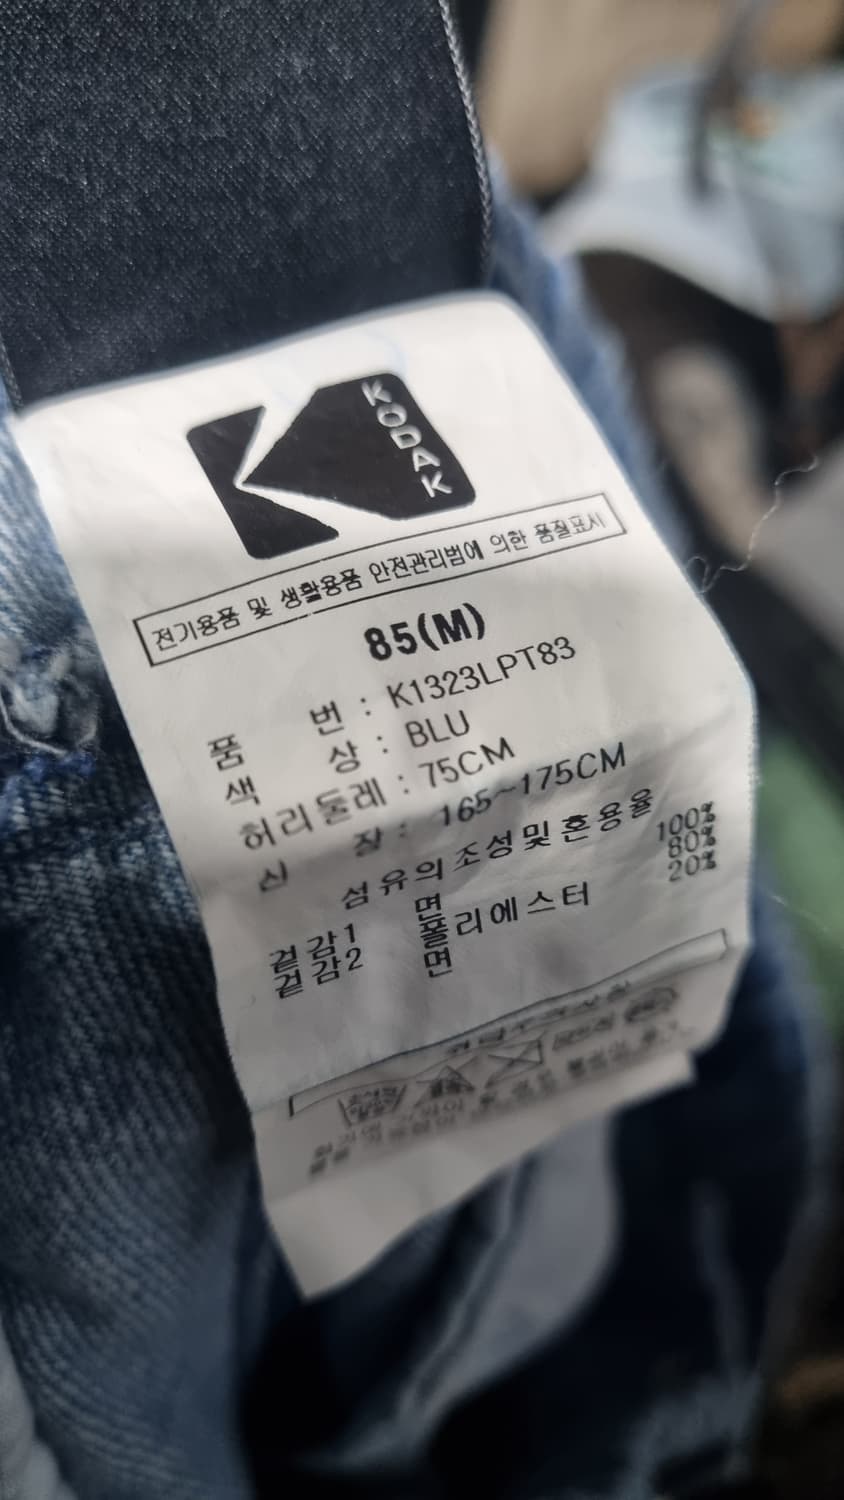 KODAK
전기용품 및 생활용품 안전관리법에 의한 품질표시
85(M)
품 번 : K1323LPT83
색 상 : BLU
허리둘레 : 75CM
신 장 : 165~175CM
섬유의 조성 및 혼용율
겉감1 면 100%
겉감2 폴리에스터 80%
면 20%